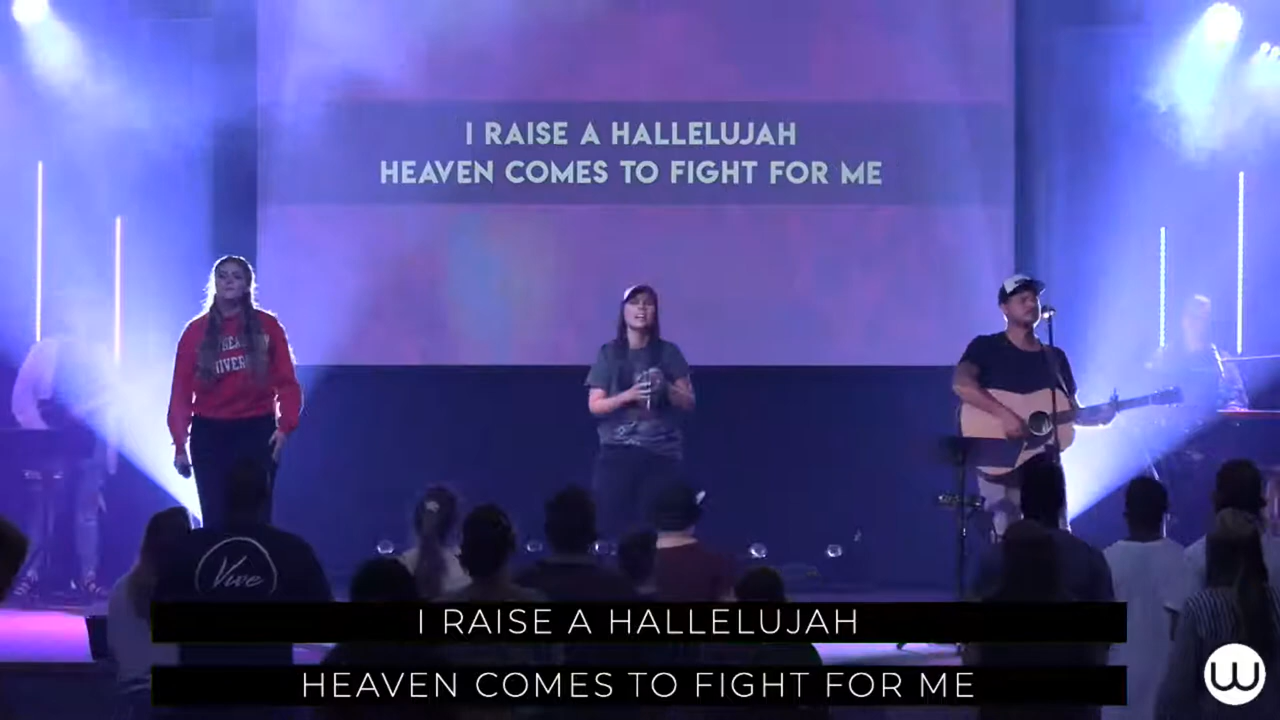 I RAISE A HALLELUJAH
HEAVEN COMES TO FIGHT FOR ME
Vive
I RAISE A HALLELUJAH
HEAVEN COMES TO FIGHT FOR ME
W